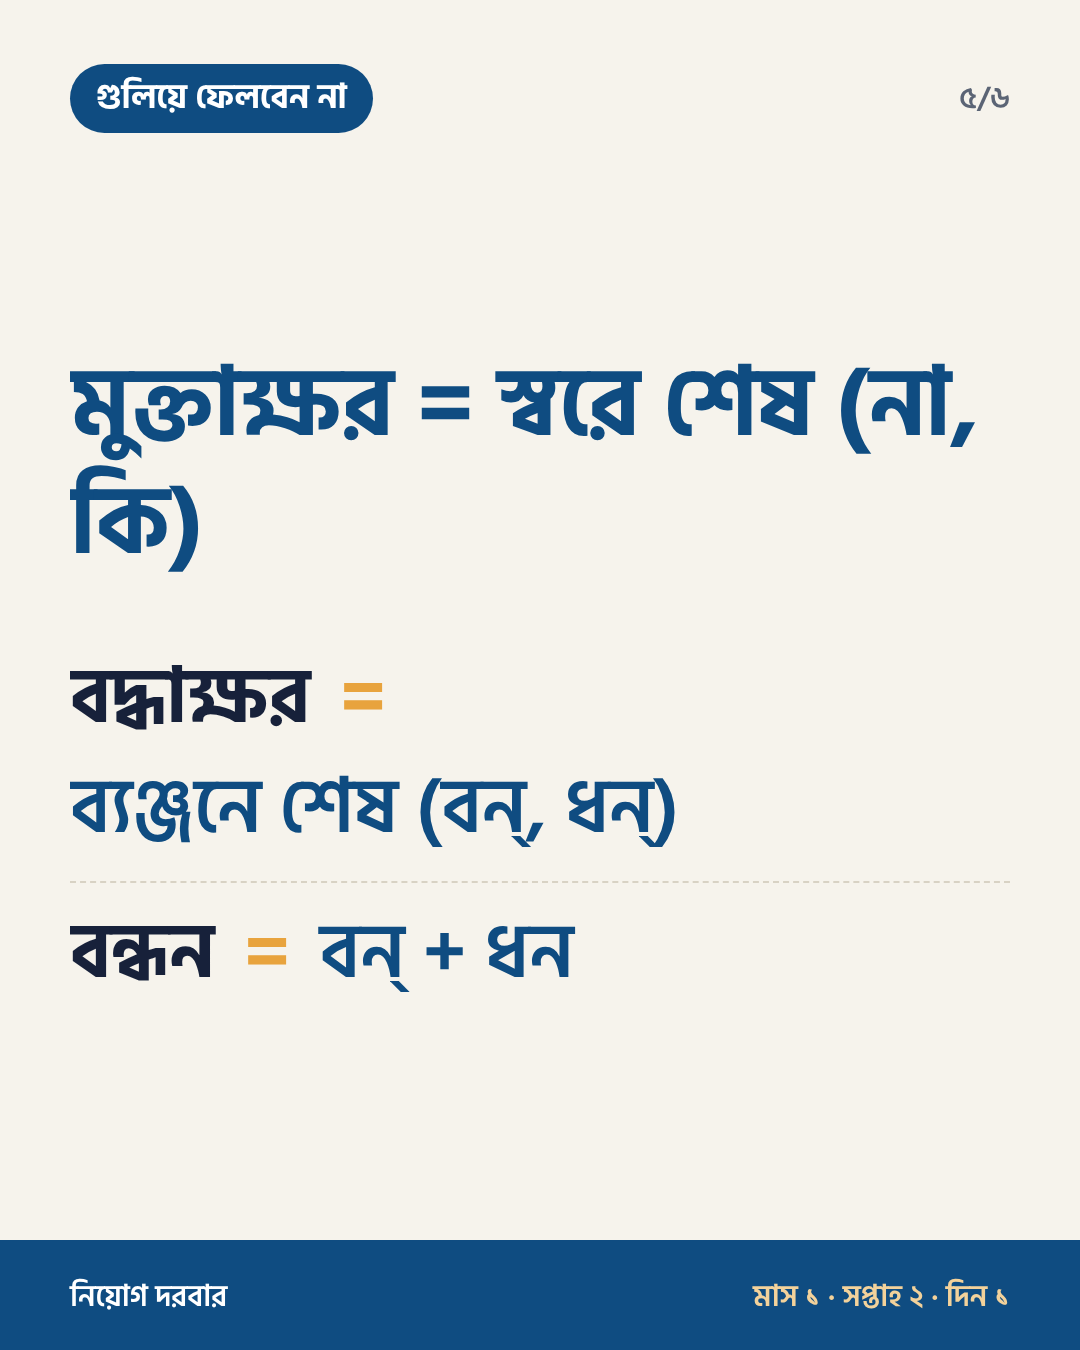 গুলিয়ে ফেলবেন না
৫/৬
মুক্তাক্ষর = স্বরে শেষ (না,
কি)
বদ্ধাক্ষর =
ব্যঞ্জনে শেষ (বন্, ধন্)
বন্ধন = বন্ + ধন
নিয়োগ দরবার
মাস ১ · সপ্তাহ ২ · দিন ১